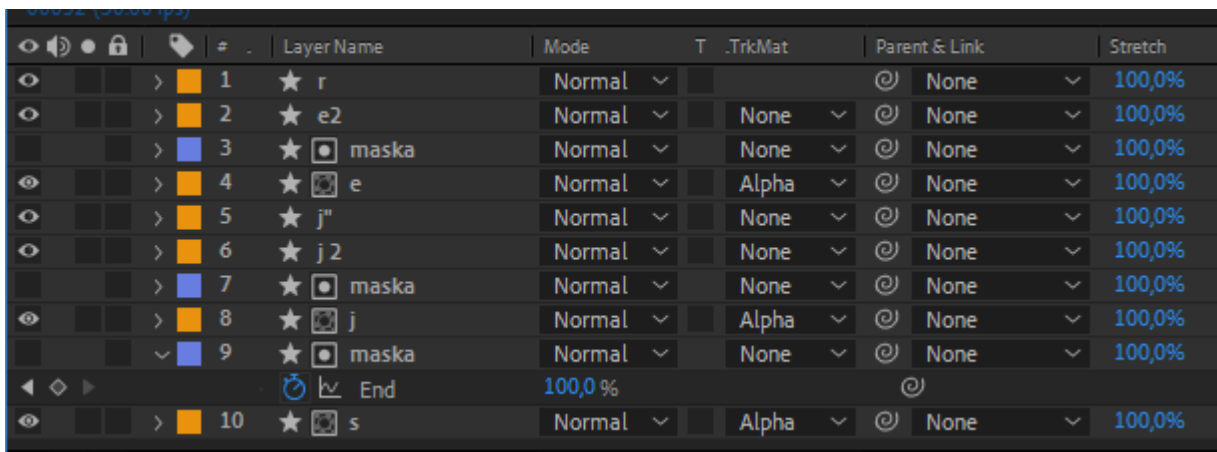 # . Layer Name Mode T .TrkMat Parent & Link Stretch
1 r Normal None 100,0%
2 e2 Normal None None 100,0%
3 maska Normal None None 100,0%
4 e Normal Alpha None 100,0%
5 j" Normal None None 100,0%
6 j 2 Normal None None 100,0%
7 maska Normal None None 100,0%
8 j Normal Alpha None 100,0%
9 maska Normal None None 100,0%
End 100,0 %
10 s Normal Alpha None 100,0%